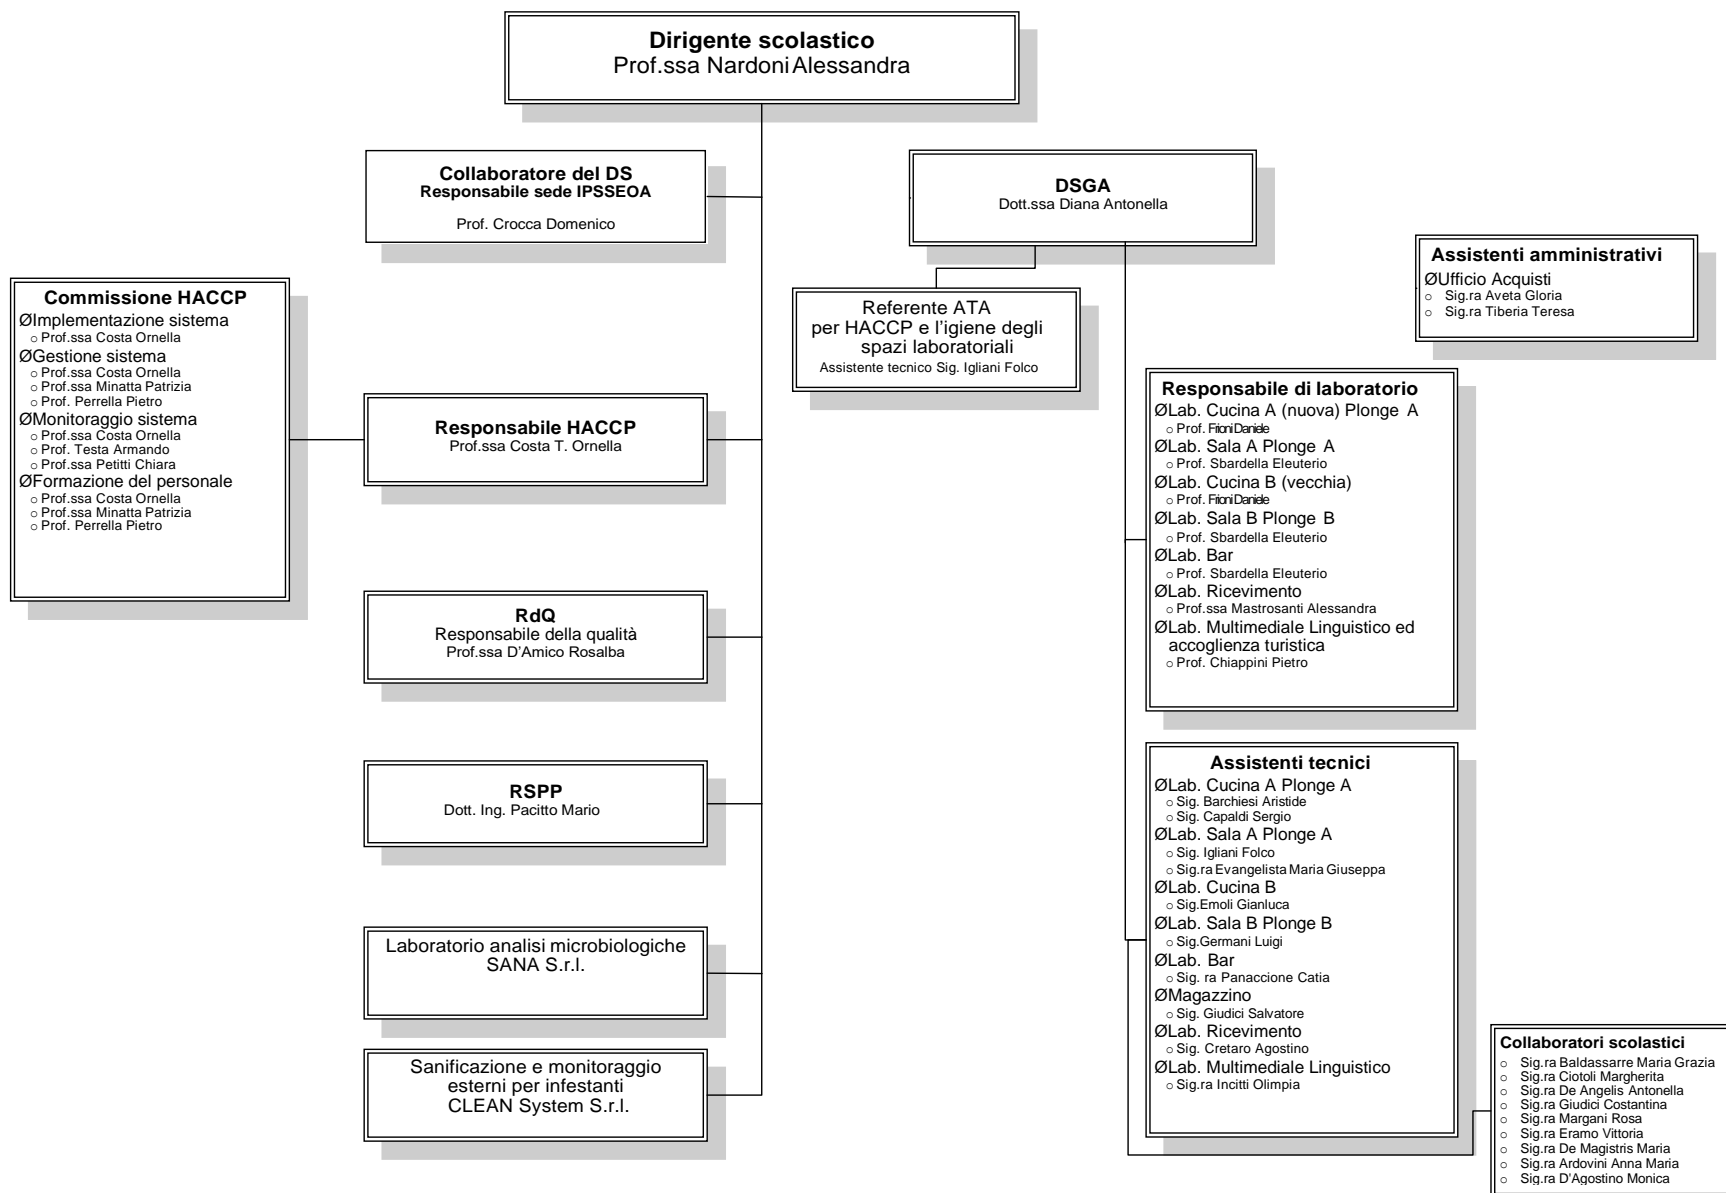 Dirigente scolastico
Prof.ssa Nardoni Alessandra
Collaboratore del DS
Responsabile sede IPSSEOA
Prof. Crocca Domenico
DSGA
Dott.ssa Diana Antonella
Assistenti amministrativi
ØUfficio Acquisti
o Sig.ra Aveta Gloria
o Sig.ra Tiberia Teresa
Commissione HACCP
ØImplementazione sistema
o Prof.ssa Costa Ornella
ØGestione sistema
o Prof.ssa Costa Ornella
o Prof.ssa Minatta Patrizia
o Prof. Perrella Pietro
ØMonitoraggio sistema
o Prof.ssa Costa Ornella
o Prof. Testa Armando
o Prof.ssa Petitti Chiara
ØFormazione del personale
o Prof.ssa Costa Ornella
o Prof.ssa Minatta Patrizia
o Prof. Perrella Pietro
Referente ATA
per HACCP e l'igiene degli
spazi laboratoriali
Assistente tecnico Sig. Igliani Folco
Responsabile HACCP
Prof.ssa Costa T. Ornella
Responsabile di laboratorio
ØLab. Cucina A (nuova) Plonge A
o Prof. Frioni Daniele
ØLab. Sala A Plonge A
o Prof. Sbardella Eleuterio
ØLab. Cucina B (vecchia)
o Prof. Frioni Daniele
ØLab. Sala B Plonge B
o Prof. Sbardella Eleuterio
ØLab. Bar
o Prof. Sbardella Eleuterio
ØLab. Ricevimento
o Prof.ssa Mastrosanti Alessandra
ØLab. Multimediale Linguistico ed
accoglienza turistica
o Prof. Chiappini Pietro
RdQ
Responsabile della qualità
Prof.ssa D'Amico Rosalba
RSPP
Dott. Ing. Pacitto Mario
Assistenti tecnici
ØLab. Cucina A Plonge A
o Sig. Barchiesi Aristide
o Sig. Capaldi Sergio
ØLab. Sala A Plonge A
o Sig. Igliani Folco
o Sig.ra Evangelista Maria Giuseppa
ØLab. Cucina B
o Sig.Emoli Gianluca
ØLab. Sala B Plonge B
o Sig.Germani Luigi
ØLab. Bar
o Sig. ra Panaccione Catia
ØMagazzino
o Sig. Giudici Salvatore
ØLab. Ricevimento
o Sig. Cretaro Agostino
ØLab. Multimediale Linguistico
o Sig.ra Incitti Olimpia
Laboratorio analisi microbiologiche
SANA S.r.l.
Sanificazione e monitoraggio
esterni per infestanti
CLEAN System S.r.l.
Collaboratori scolastici
o Sig.ra Baldassarre Maria Grazia
o Sig.ra Ciotoli Margherita
o Sig.ra De Angelis Antonella
o Sig.ra Giudici Costantina
o Sig.ra Margani Rosa
o Sig.ra Eramo Vittoria
o Sig.ra De Magistris Maria
o Sig.ra Ardovini Anna Maria
o Sig.ra D'Agostino Monica